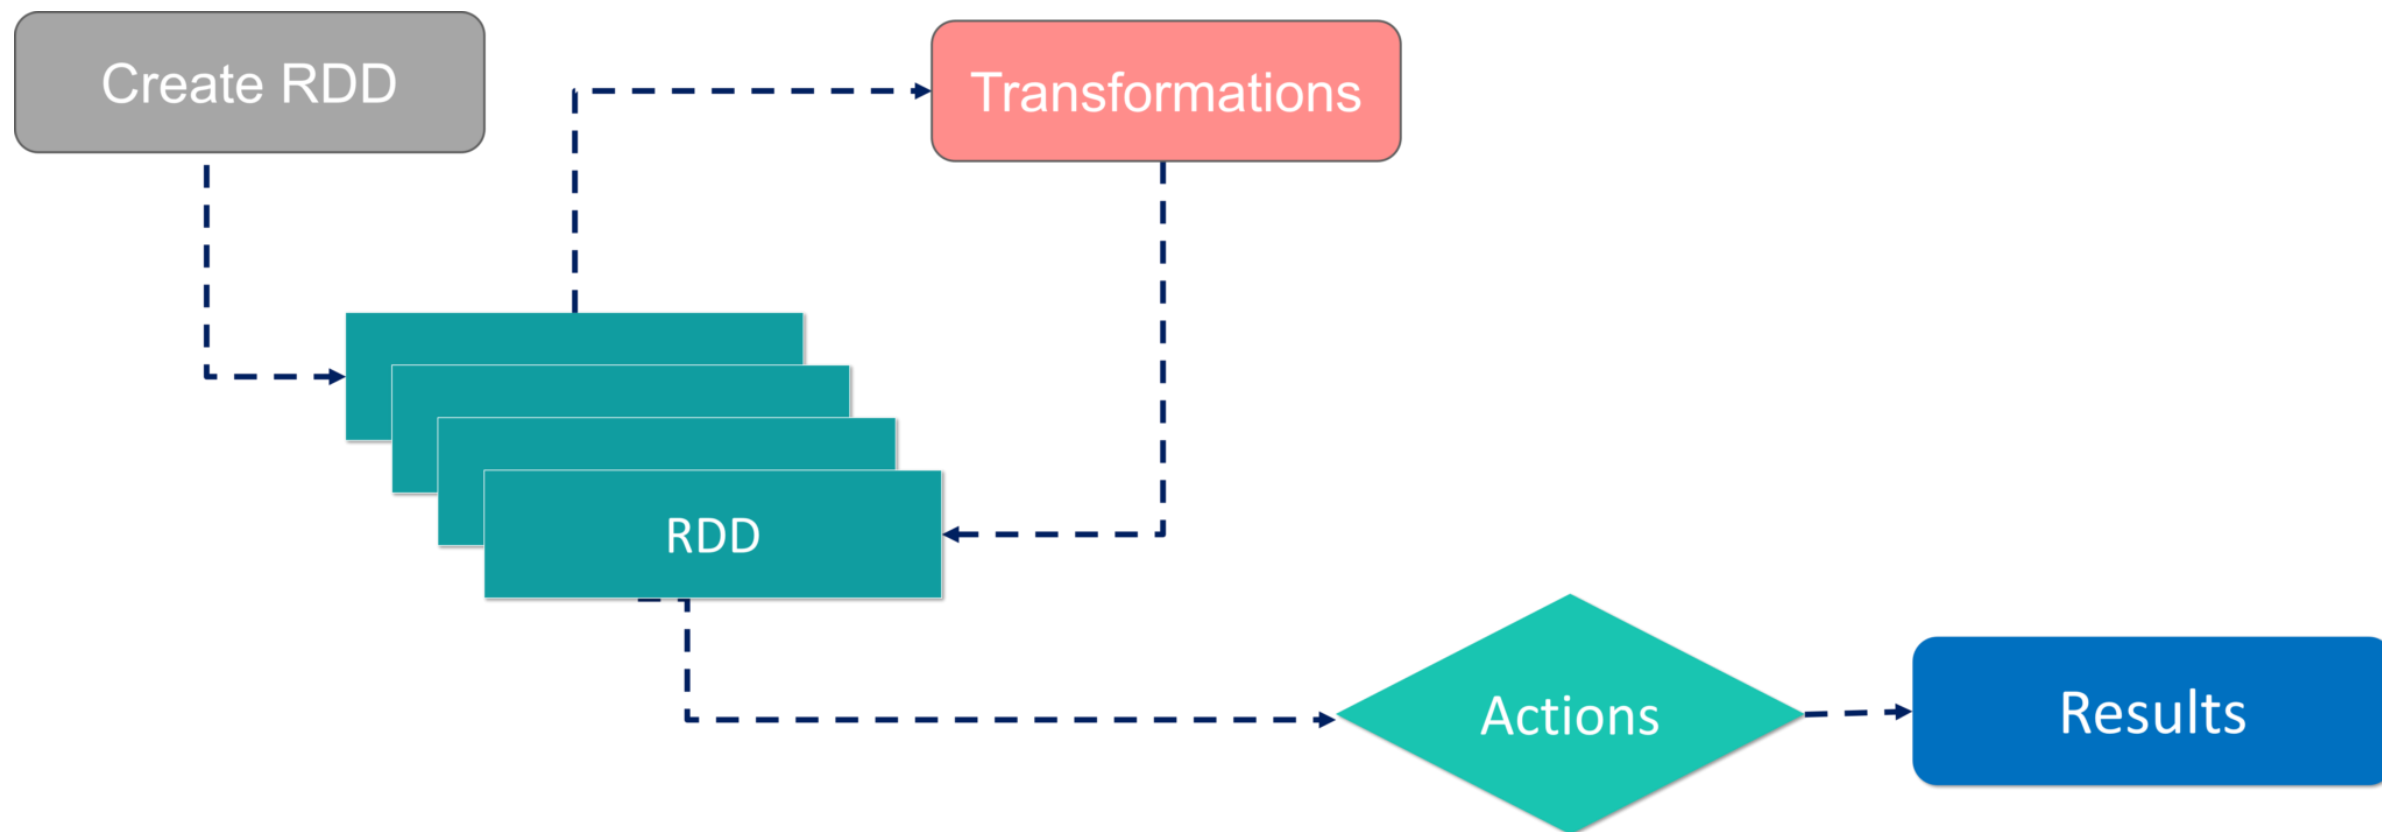 Create RDD
Transformations
RDD
Actions
Results